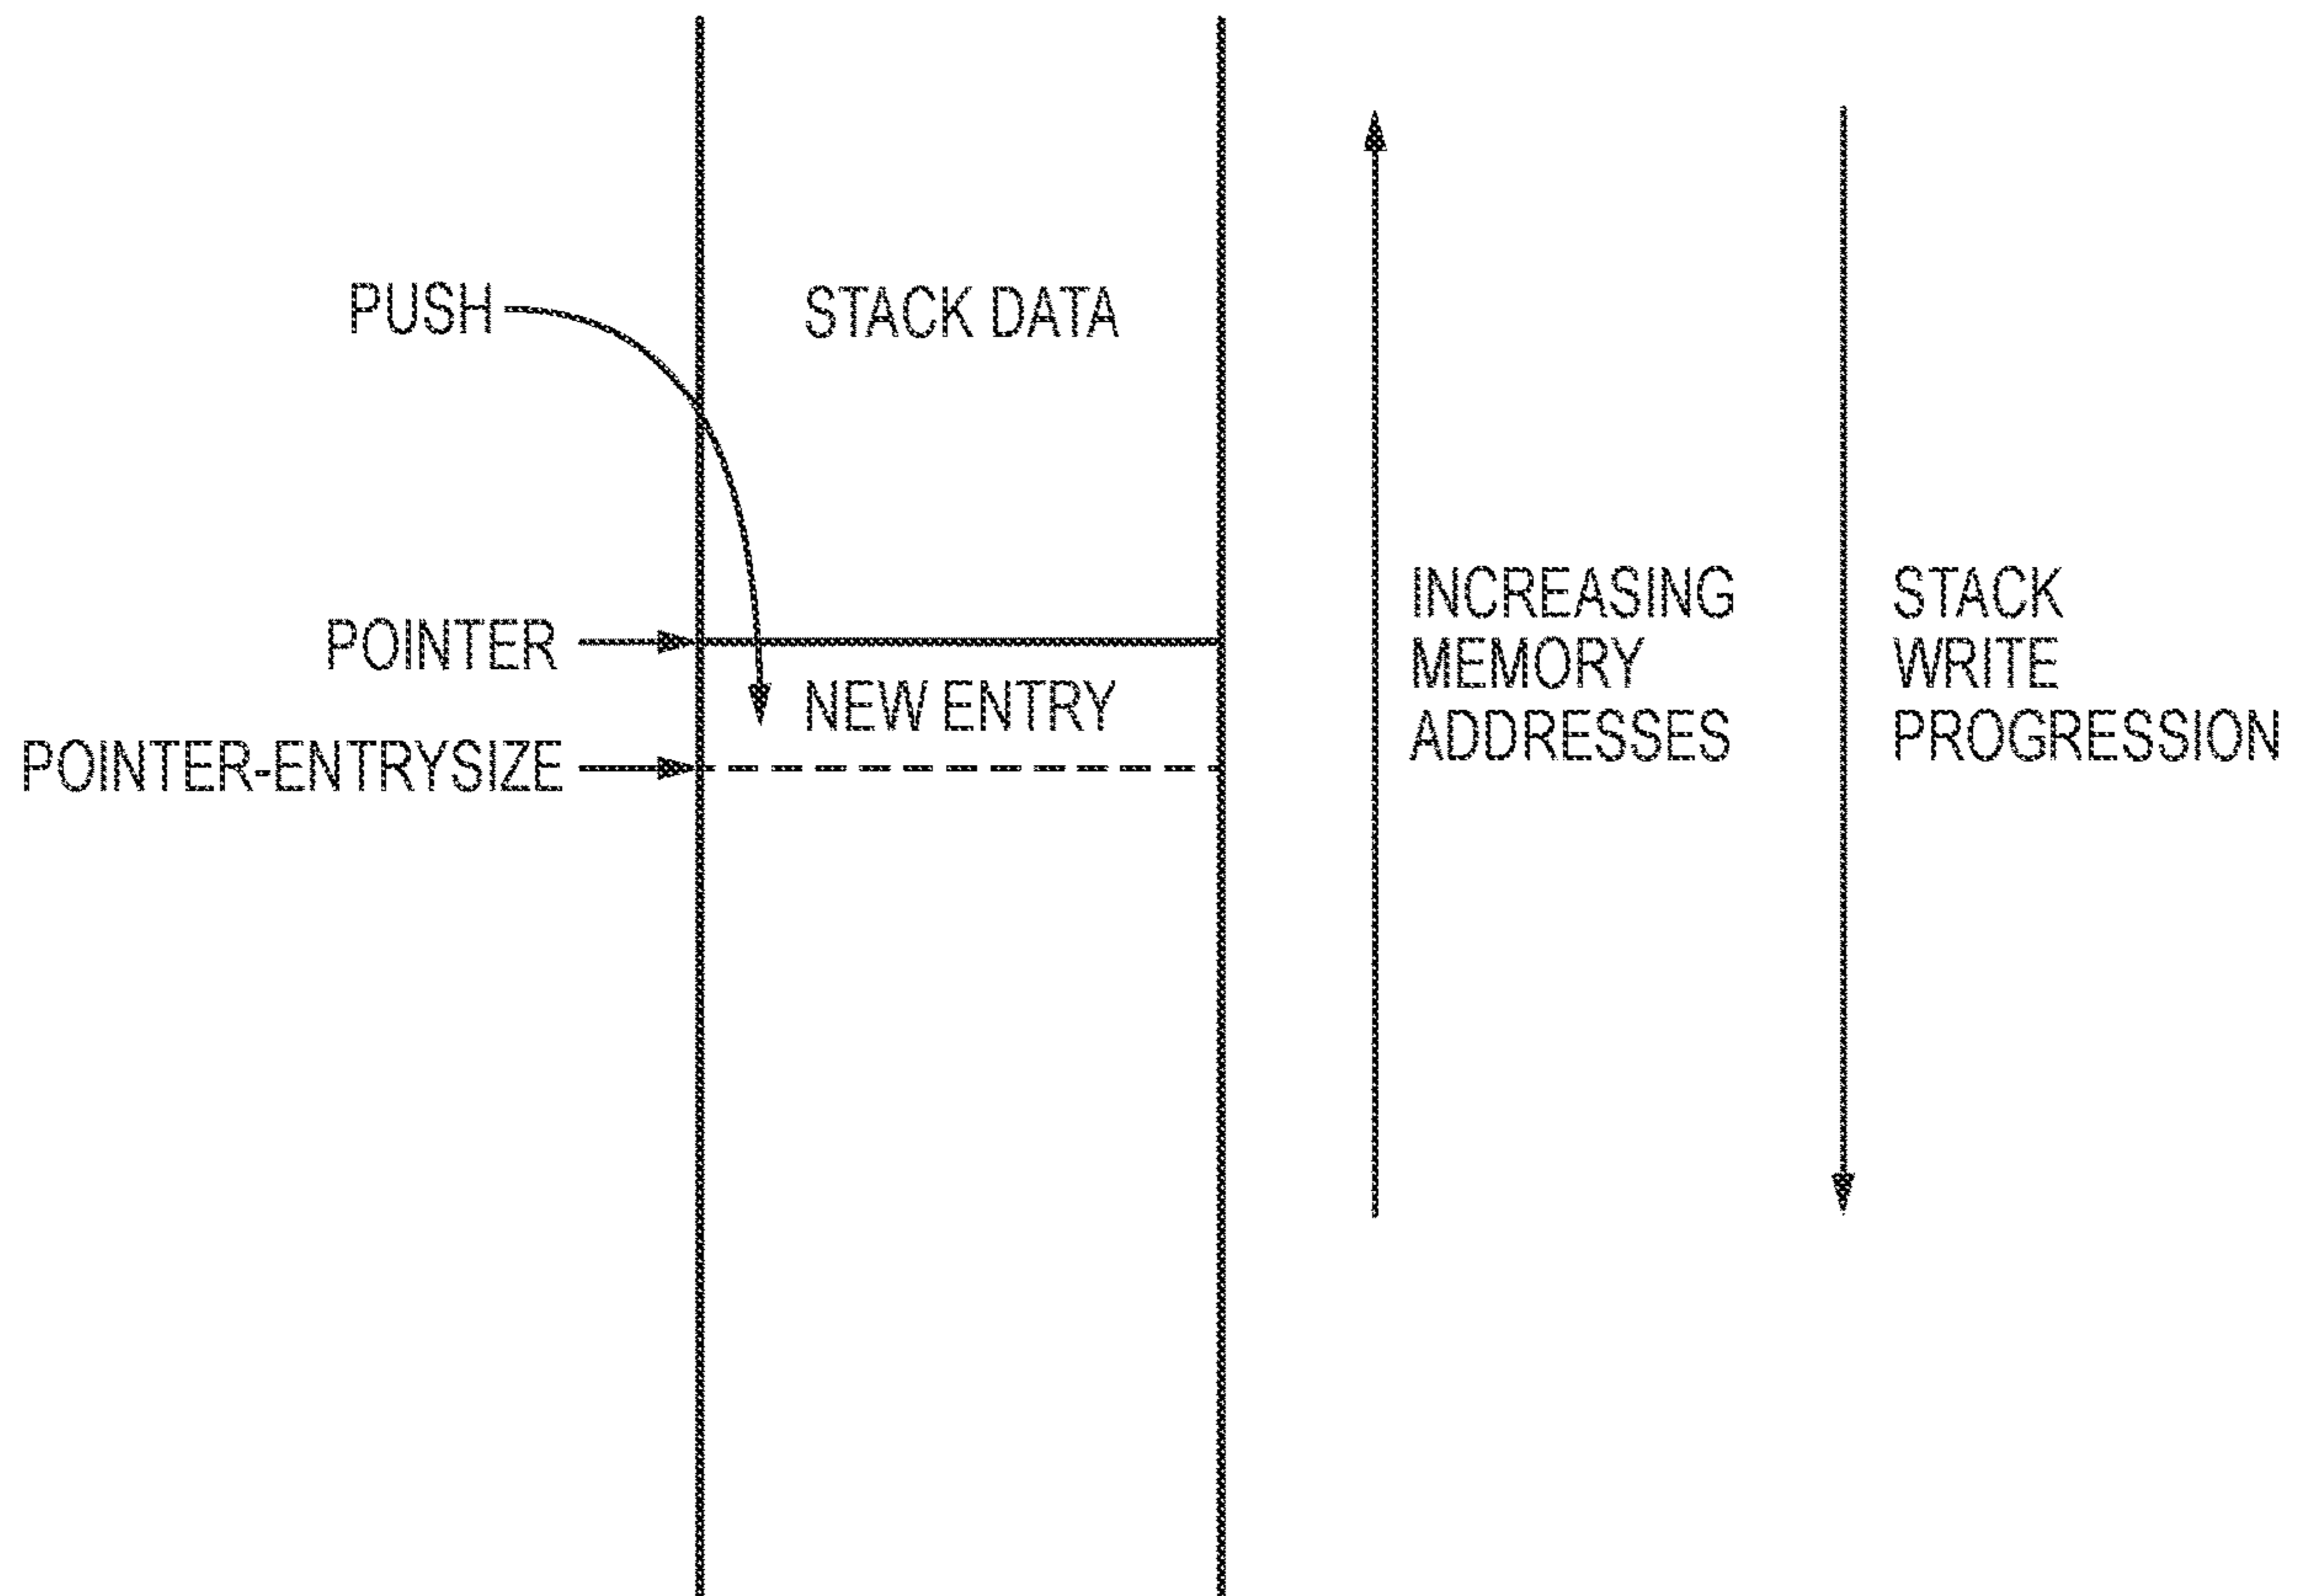 PUSH
STACK DATA
POINTER
NEW ENTRY
POINTER-ENTRYSIZE
INCREASING
MEMORY
ADDRESSES
STACK
WRITE
PROGRESSION